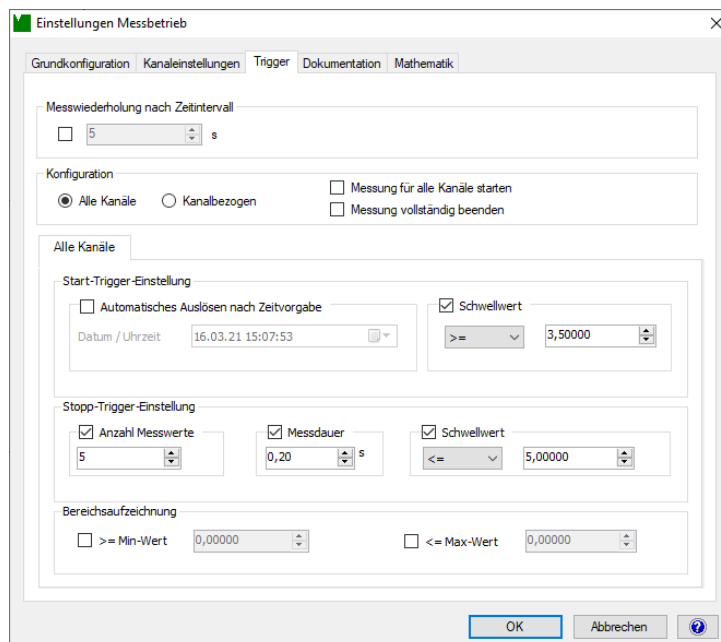 Einstellungen Messbetrieb
Grundkonfiguration Kanaleinstellungen Trigger Dokumentation Mathematik
Messwiederholung nach Zeitintervall
5 s
Konfiguration
Alle Kanäle Kanalbezogen
Messung für alle Kanäle starten
Messung vollständig beenden
Alle Kanäle
Start-Trigger-Einstellung
Automatisches Auslösen nach Zeitvorgabe
Datum / Uhrzeit 16.03.21 15:07:53
Schwellwert
>= 3,50000
Stopp-Trigger-Einstellung
Anzahl Messwerte
5
Messdauer
0,20 s
Schwellwert
<= 5,00000
Bereichsaufzeichnung
>= Min-Wert 0,00000 <= Max-Wert 0,00000
OK Abbrechen ?